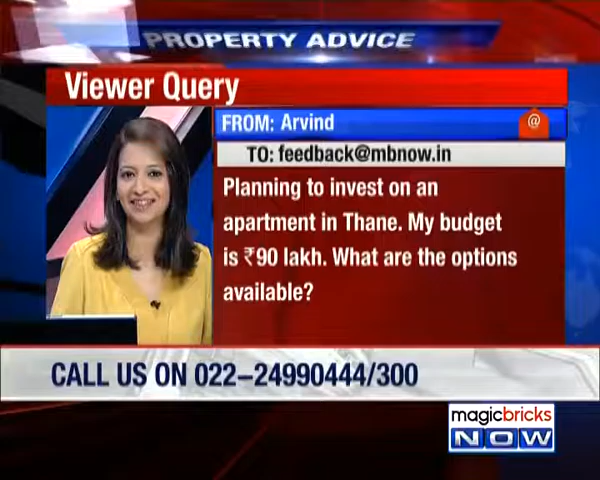 PROPERTY ADVICE
Viewer Query
FROM: Arvind
@
TO: feedback@mbnow.in
Planning to invest on an
apartment in Thane. My budget
is ₹90 lakh. What are the options
available?
CALL US ON 022–24990444/300
magicbricks
NOW